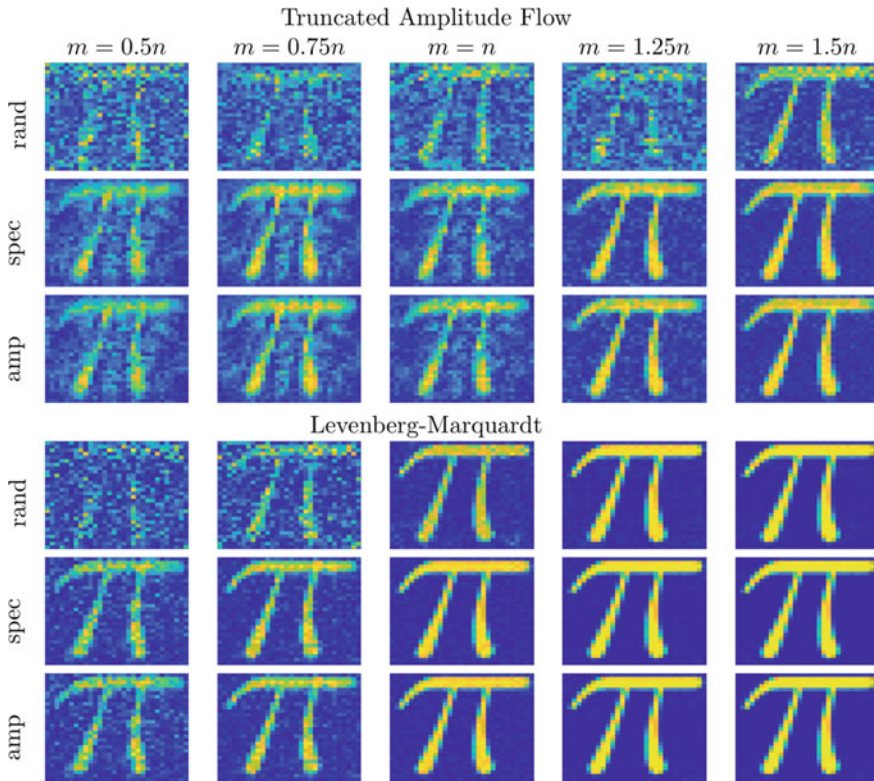 Truncated Amplitude Flow
m = 0.5n m = 0.75n m = n m = 1.25n m = 1.5n
rand
spec
amp
Levenberg-Marquardt
rand
spec
amp